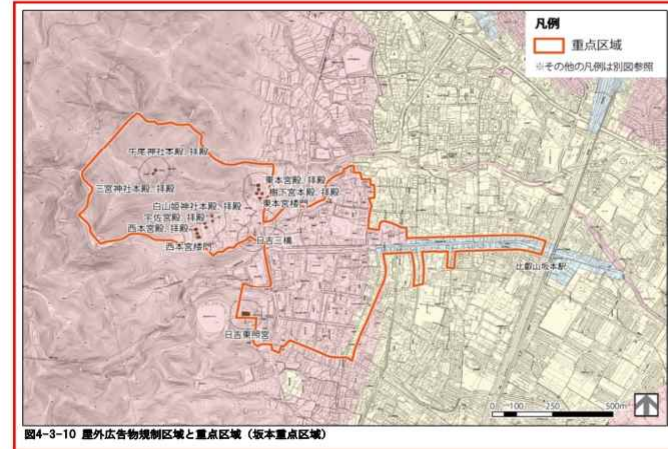 凡例
重点区域
※その他の凡例は別図参照
牛尾神社本殿、拝殿
三宮神社本殿、拝殿
東本宮殿、拝殿
樹下宮本殿、拝殿
東本宮楼門
白山姫神社本殿、拝殿
宇佐宮殿、拝殿
西本宮殿、拝殿
西本宮楼門
日吉三橋
比叡山坂本駅
日吉東照宮
0 100 250 500m
図4-3-10 屋外広告物規制区域と重点区域（坂本重点区域）